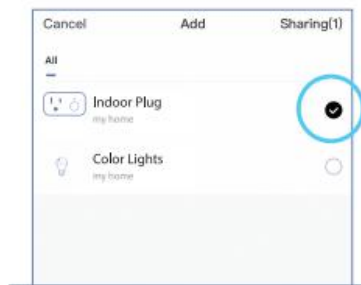 Cancel Add Sharing(1)
All
Indoor Plug
my home
Color Lights
my home